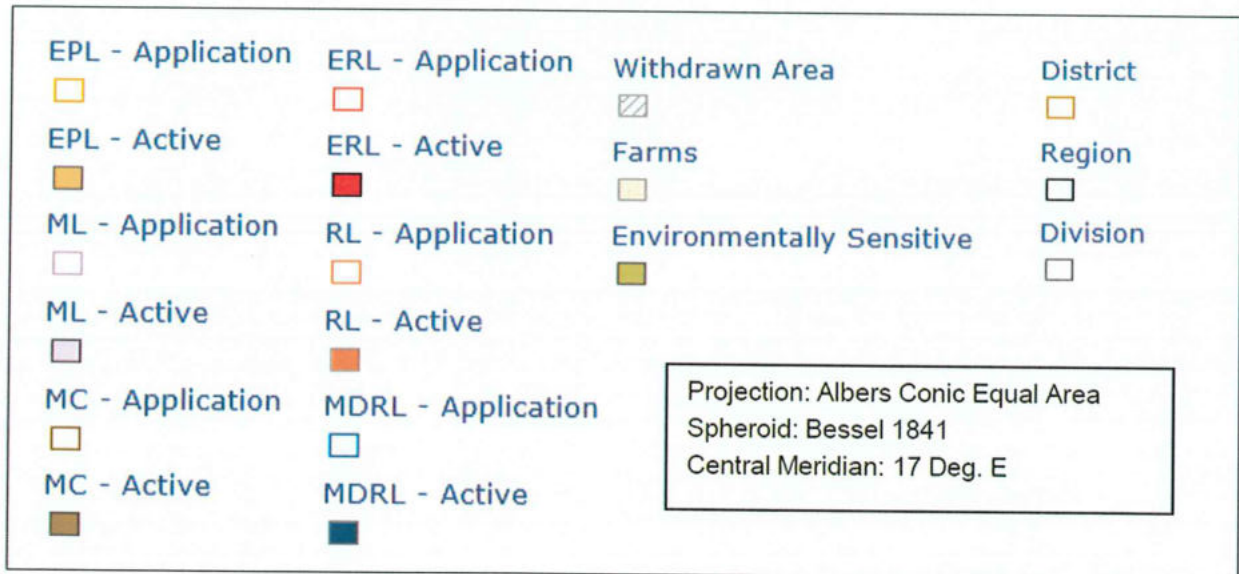 EPL - Application
EPL - Active
ML - Application
ML - Active
MC - Application
MC - Active
ERL - Application
ERL - Active
RL - Application
RL - Active
MDRL - Application
MDRL - Active
Withdrawn Area
Farms
Environmentally Sensitive
District
Region
Division
Projection: Albers Conic Equal Area
Spheroid: Bessel 1841
Central Meridian: 17 Deg. E